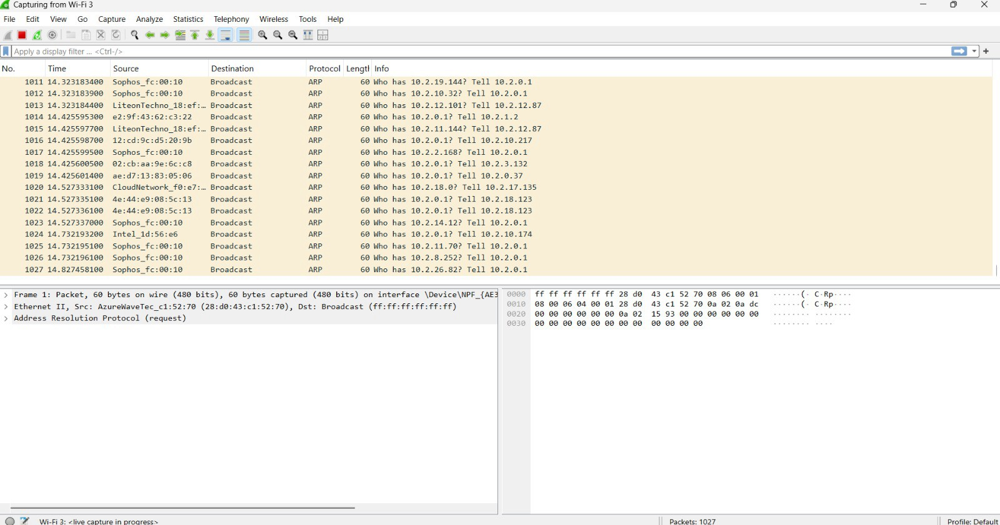 Capturing from Wi-Fi 3
File Edit View Go Capture Analyze Statistics Telephony Wireless Tools Help
Apply a display filter ... <Ctrl-/>
No. Time Source Destination Protocol Lengtl Info
1011 14.323183400 Sophos_fc:00:10 Broadcast ARP 60 Who has 10.2.19.144? Tell 10.2.0.1
1012 14.323183900 Sophos_fc:00:10 Broadcast ARP 60 Who has 10.2.10.32? Tell 10.2.0.1
1013 14.323184400 LiteonTechno_18:ef:… Broadcast ARP 60 Who has 10.2.12.101? Tell 10.2.12.87
1014 14.425595300 e2:9f:43:62:c3:22 Broadcast ARP 60 Who has 10.2.0.1? Tell 10.2.1.2
1015 14.425597700 LiteonTechno_18:ef:… Broadcast ARP 60 Who has 10.2.11.144? Tell 10.2.12.87
1016 14.425598700 12:cd:9c:d5:20:9b Broadcast ARP 60 Who has 10.2.0.1? Tell 10.2.10.217
1017 14.425599500 Sophos_fc:00:10 Broadcast ARP 60 Who has 10.2.2.168? Tell 10.2.0.1
1018 14.425600500 02:cb:aa:9e:6c:c8 Broadcast ARP 60 Who has 10.2.0.1? Tell 10.2.3.132
1019 14.425601400 ae:d7:13:83:05:06 Broadcast ARP 60 Who has 10.2.0.1? Tell 10.2.0.37
1020 14.527333100 CloudNetwork_f0:e7:… Broadcast ARP 60 Who has 10.2.18.0? Tell 10.2.17.135
1021 14.527335100 4e:44:e9:08:5c:13 Broadcast ARP 60 Who has 10.2.0.1? Tell 10.2.18.123
1022 14.527336100 4e:44:e9:08:5c:13 Broadcast ARP 60 Who has 10.2.0.1? Tell 10.2.18.123
1023 14.527337000 Sophos_fc:00:10 Broadcast ARP 60 Who has 10.2.14.12? Tell 10.2.0.1
1024 14.732193200 Intel_1d:56:e6 Broadcast ARP 60 Who has 10.2.0.1? Tell 10.2.10.174
1025 14.732195100 Sophos_fc:00:10 Broadcast ARP 60 Who has 10.2.11.70? Tell 10.2.0.1
1026 14.732196100 Sophos_fc:00:10 Broadcast ARP 60 Who has 10.2.8.252? Tell 10.2.0.1
1027 14.827458100 Sophos_fc:00:10 Broadcast ARP 60 Who has 10.2.26.82? Tell 10.2.0.1
Frame 1: Packet, 60 bytes on wire (480 bits), 60 bytes captured (480 bits) on interface \Device\NPF_{AE3
Ethernet II, Src: AzureWaveTec_c1:52:70 (28:d0:43:c1:52:70), Dst: Broadcast (ff:ff:ff:ff:ff:ff)
Address Resolution Protocol (request)
0000 ff ff ff ff ff ff 28 d0 43 c1 52 70 08 06 00 01 ······(· C·Rp····
0010 08 00 06 04 00 01 28 d0 43 c1 52 70 0a 02 0a dc ······(· C·Rp····
0020 00 00 00 00 00 00 0a 02 15 93 00 00 00 00 00 00 ········ ········
0030 00 00 00 00 00 00 00 00 00 00 00 00 ········ ····
Wi-Fi 3: <live capture in progress> Packets: 1027 Profile: Default